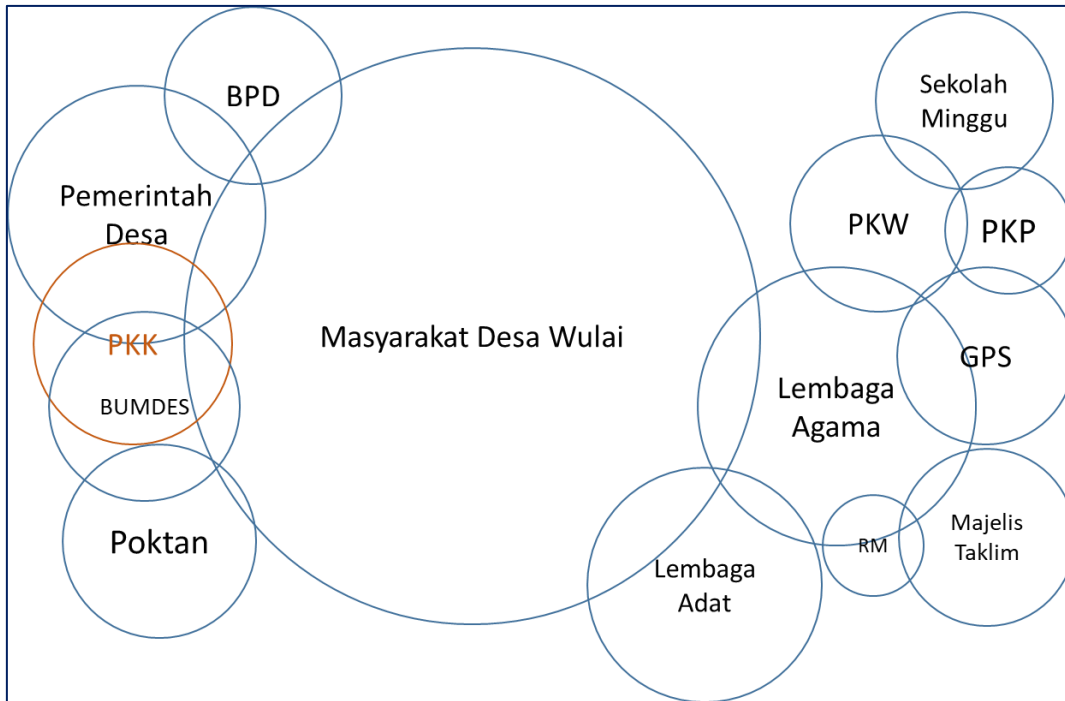 BPD
Pemerintah
Desa
PKK
BUMDES
Poktan
Masyarakat Desa Wulai
Sekolah
Minggu
PKW
PKP
GPS
Lembaga
Agama
RM
Majelis
Taklim
Lembaga
Adat